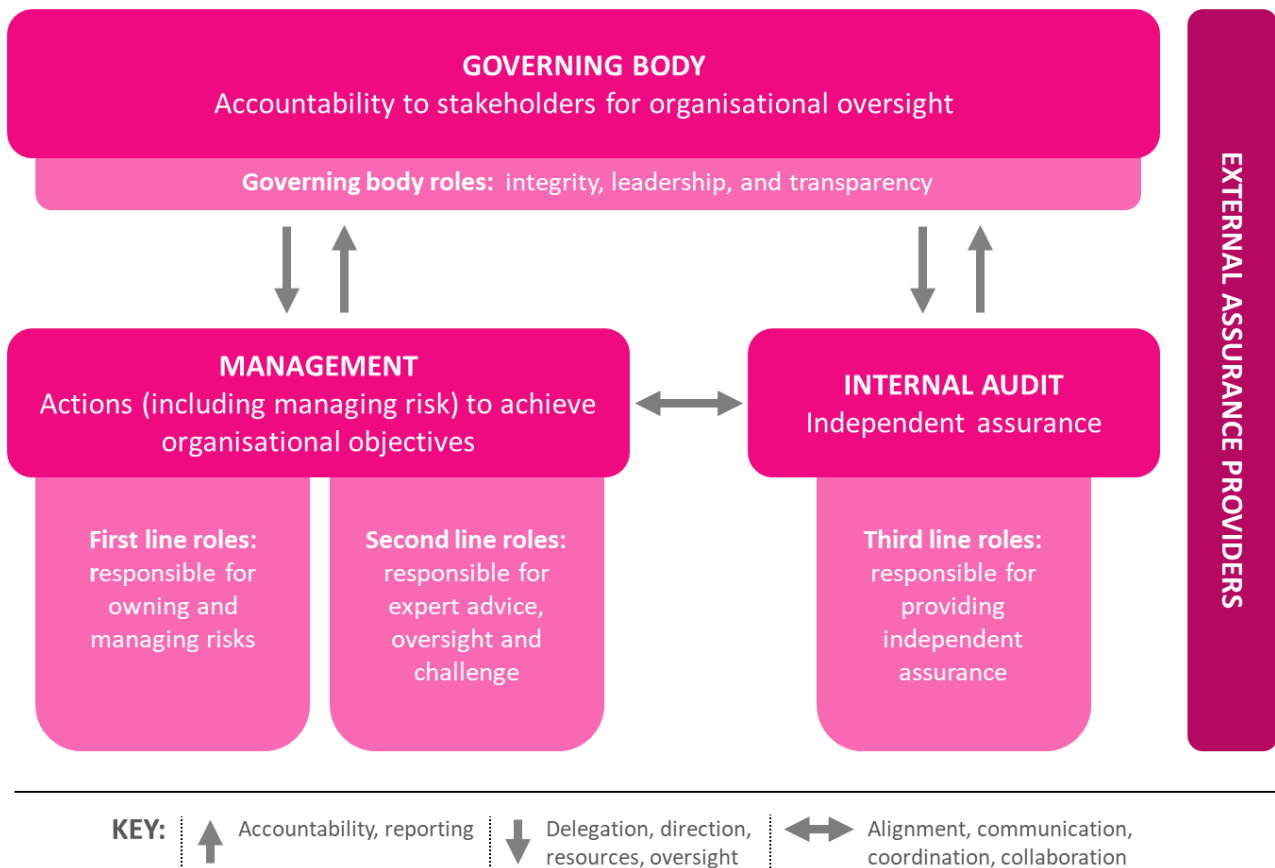 GOVERNING BODY
Accountability to stakeholders for organisational oversight
Governing body roles: integrity, leadership, and transparency
MANAGEMENT
Actions (including managing risk) to achieve
organisational objectives
INTERNAL AUDIT
Independent assurance
First line roles:
responsible for
owning and
managing risks
Second line roles:
responsible for
expert advice,
oversight and
challenge
Third line roles:
responsible for
providing
independent
assurance
EXTERNAL ASSURANCE PROVIDERS
KEY:
Accountability, reporting
Delegation, direction,
resources, oversight
Alignment, communication,
coordination, collaboration